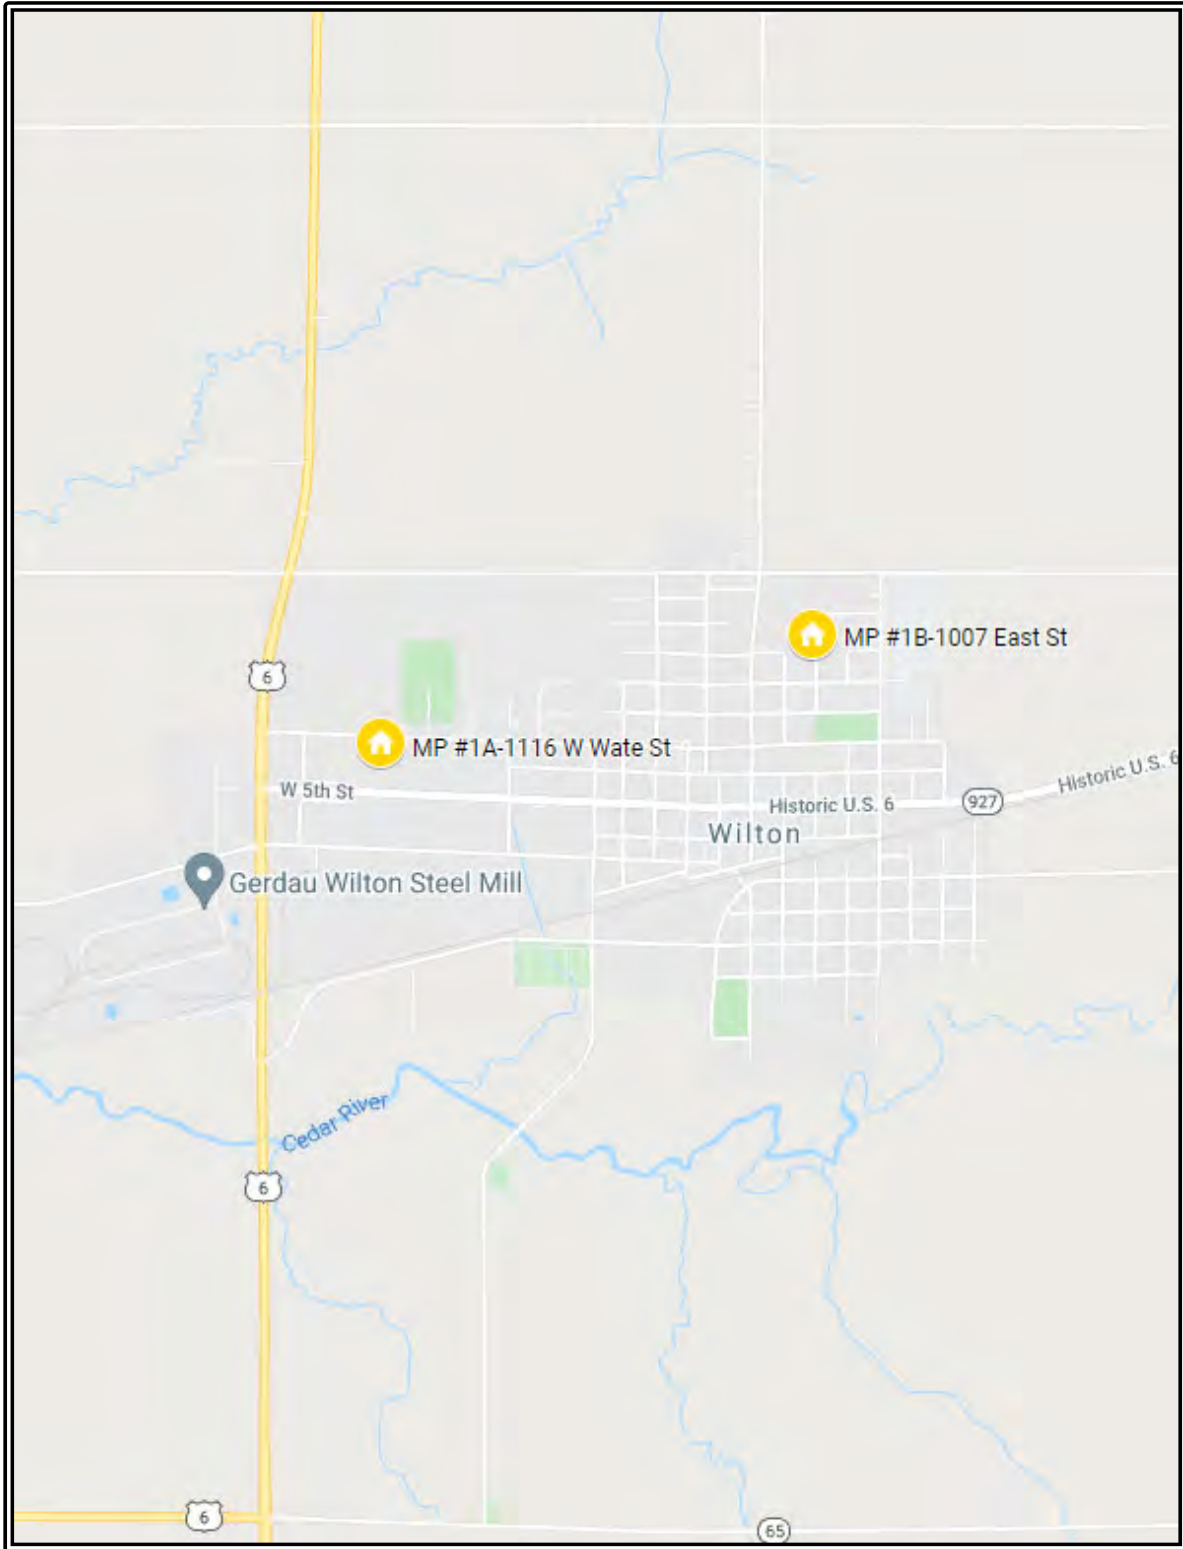 MP #1B-1007 East St
6
MP #1A-1116 W Wate St
Historic U.S. 6
W 5th St
Historic U.S. 6
927
Wilton
Gerdau Wilton Steel Mill
Cedar River
6
6
65